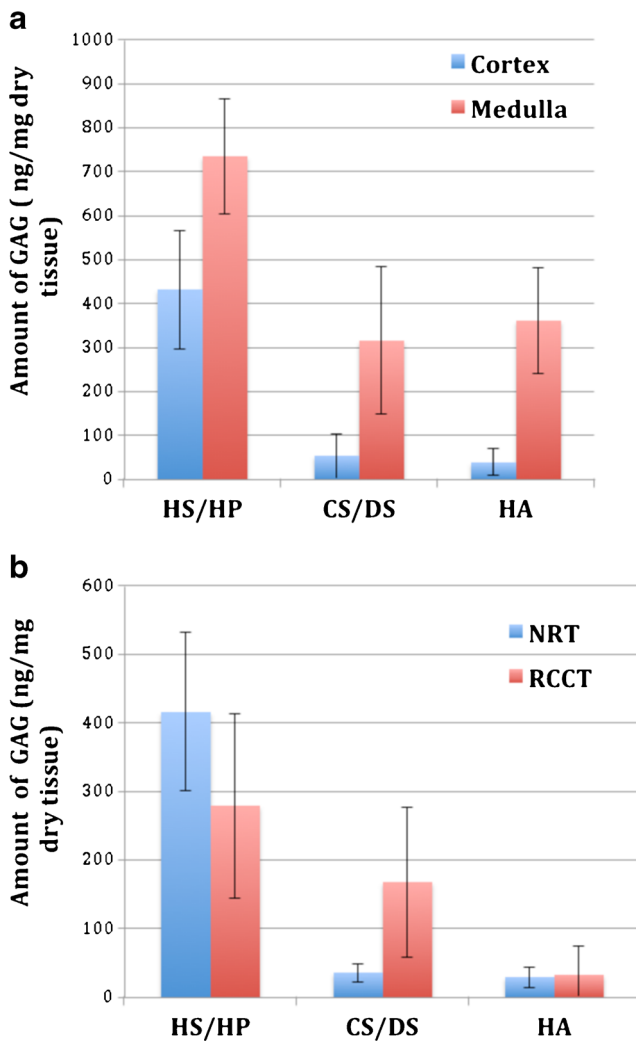 a
Amount of GAG ( ng/mg dry
tissue)
1000
900
800
700
600
500
400
300
200
100
0
Cortex
Medulla
HS/HP CS/DS HA
b
Amount of GAG (ng/mg
dry tissue)
600
500
400
300
200
100
0
NRT
RCCT
HS/HP CS/DS HA